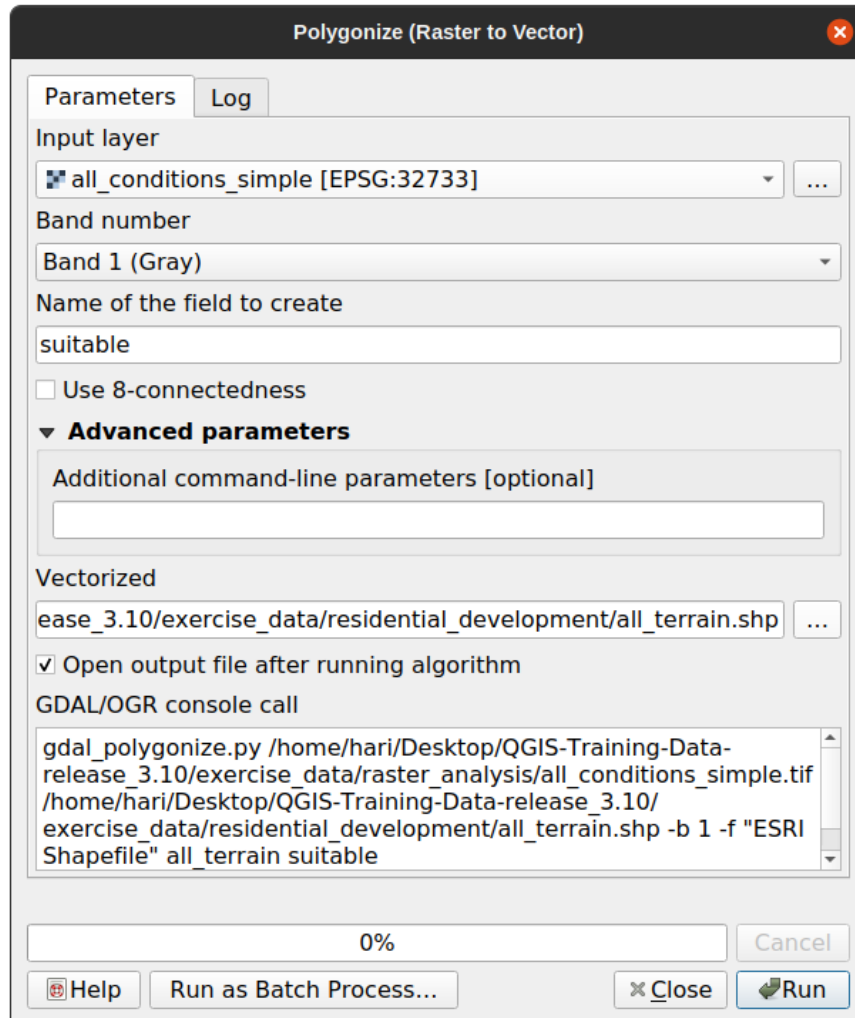 Polygonize (Raster to Vector)
Parameters Log
Input layer
all_conditions_simple [EPSG:32733]
...
Band number
Band 1 (Gray)
Name of the field to create
suitable
Use 8-connectedness
Advanced parameters
Additional command-line parameters [optional]
Vectorized
ease_3.10/exercise_data/residential_development/all_terrain.shp
...
Open output file after running algorithm
GDAL/OGR console call
gdal_polygonize.py /home/hari/Desktop/QGIS-Training-Data-
release_3.10/exercise_data/raster_analysis/all_conditions_simple.tif
/home/hari/Desktop/QGIS-Training-Data-release_3.10/
exercise_data/residential_development/all_terrain.shp -b 1 -f "ESRI
Shapefile" all_terrain suitable
0%
Cancel
Help Run as Batch Process... Close Run